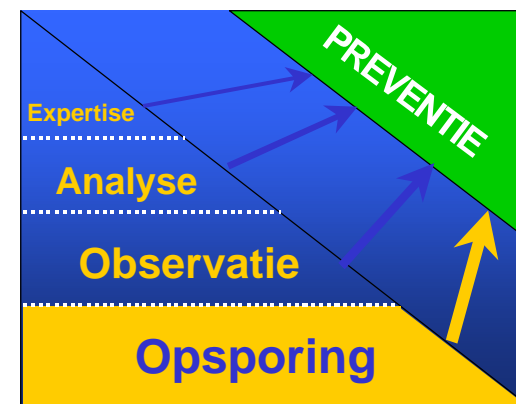 PREVENTIE
Expertise
Analyse
Observatie
Opsporing